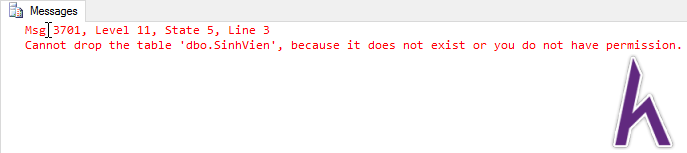 Messages
Msg 3701, Level 11, State 5, Line 3
Cannot drop the table 'dbo.SinhVien', because it does not exist or you do not have permission.